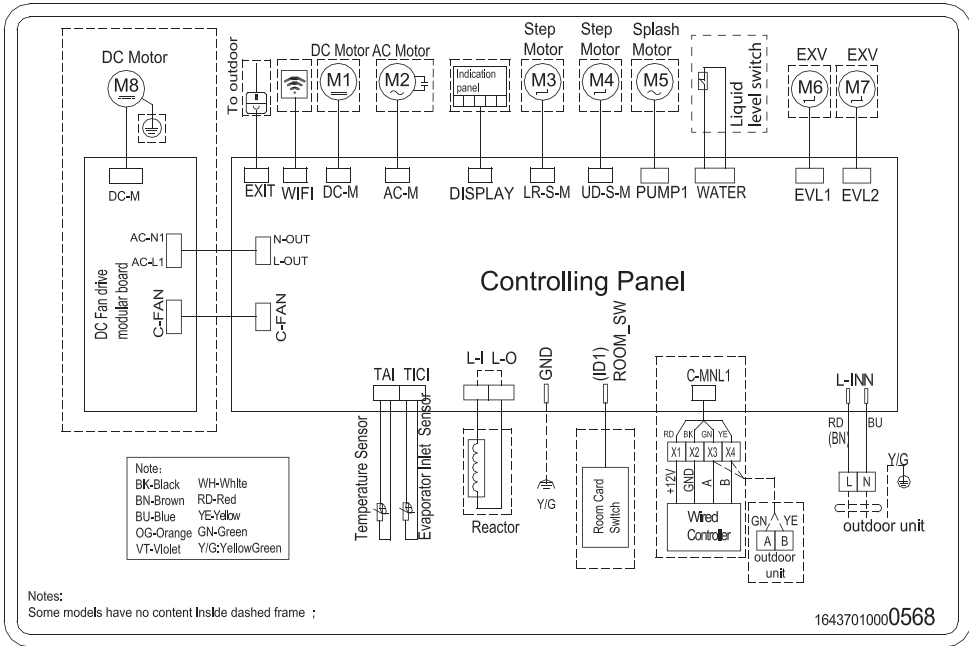 DC Motor
M8
DC-M
To outdoor
DC Motor
M1
AC Motor
M2
Indication
panel
Step
Motor
M3
Step
Motor
M4
Splash
Motor
M5
Liquid
level switch
EXV
M6
EXV
M7
EXIT
WIFI
DC-M
AC-M
DISPLAY
LR-S-M
UD-S-M
PUMP1
WATER
EVL1
EVL2
AC-N1
AC-L1
C-FAN
DC Fan drive
modular board
N-OUT
L-OUT
C-FAN
Controlling Panel
TAI
TICI
L-I
L-O
GND
(ID1)
ROOM_SW
C-MNL1
L-INN
Temperature Sensor
Evaporator Inlet Sensor
Reactor
Y/G
Room Card
Switch
RD
BK
GN
YE
X1
X2
X3
X4
+12V
GND
A
B
Wired
Controller
GN
YE
A
B
outdoor
unit
RD
(BN)
BU
Y/G
L
N
outdoor unit
Note:
BK-Black WH-White
BN-Brown RD-Red
BU-Blue YE-Yellow
OG-Orange GN-Green
VT-Violet Y/G:YellowGreen
Notes:
Some models have no content Inside dashed frame ;
16437010000568